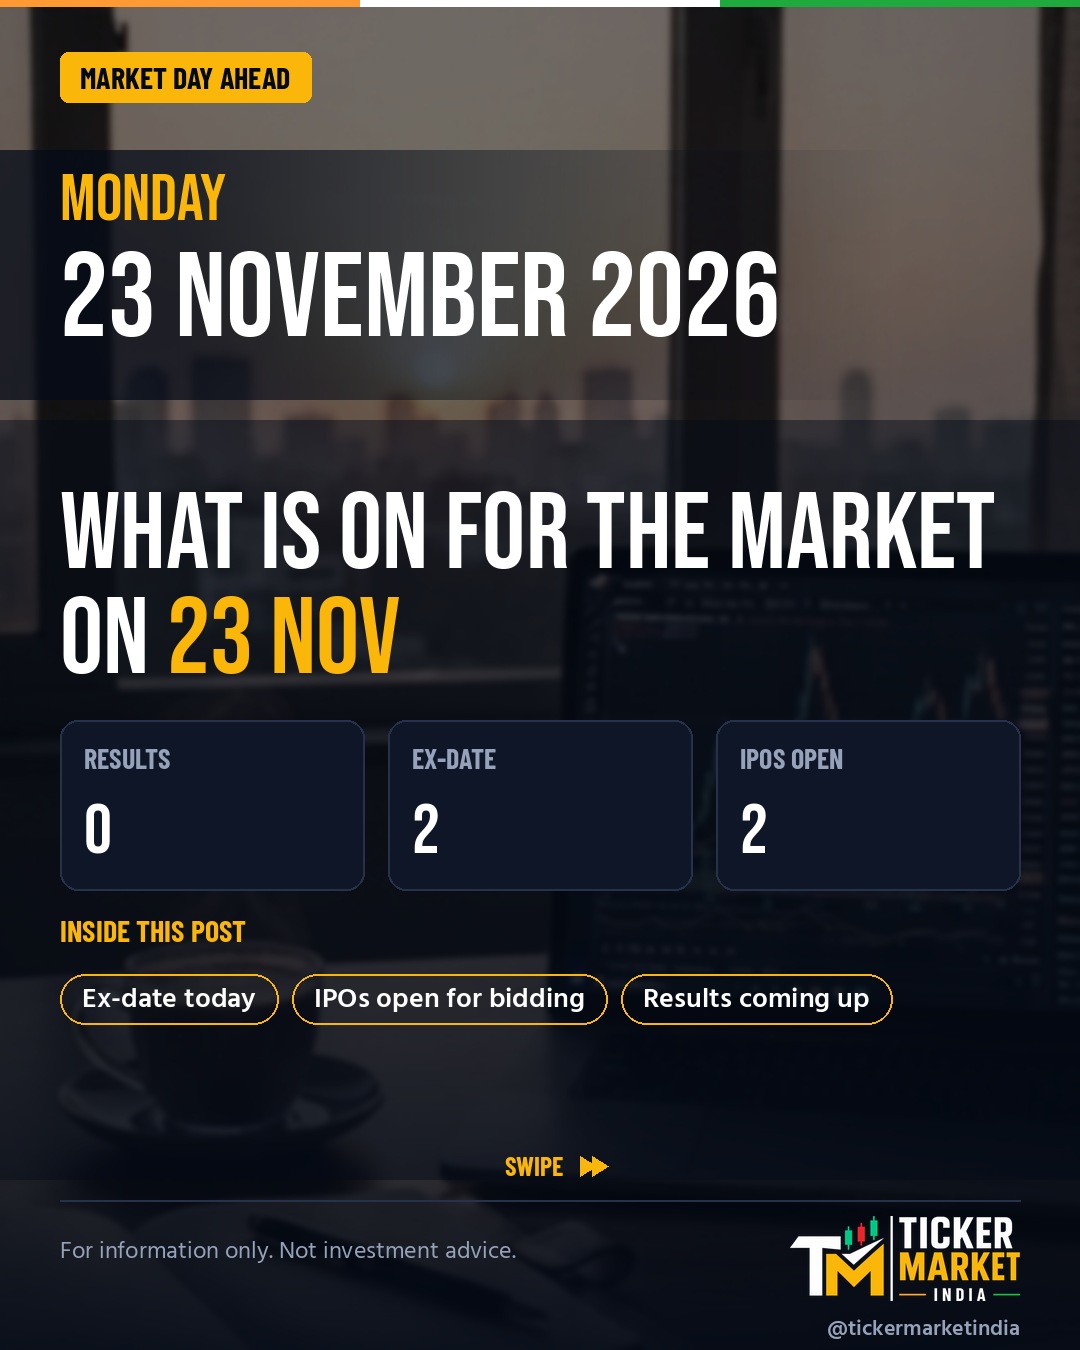 MARKET DAY AHEAD
MONDAY
23 NOVEMBER 2026
WHAT IS ON FOR THE MARKET
ON 23 NOV
RESULTS
0
EX-DATE
2
IPOS OPEN
2
INSIDE THIS POST
Ex-date today
IPOs open for bidding
Results coming up
SWIPE
For information only. Not investment advice.
TM
TICKER
MARKET
INDIA
@tickermarketindia